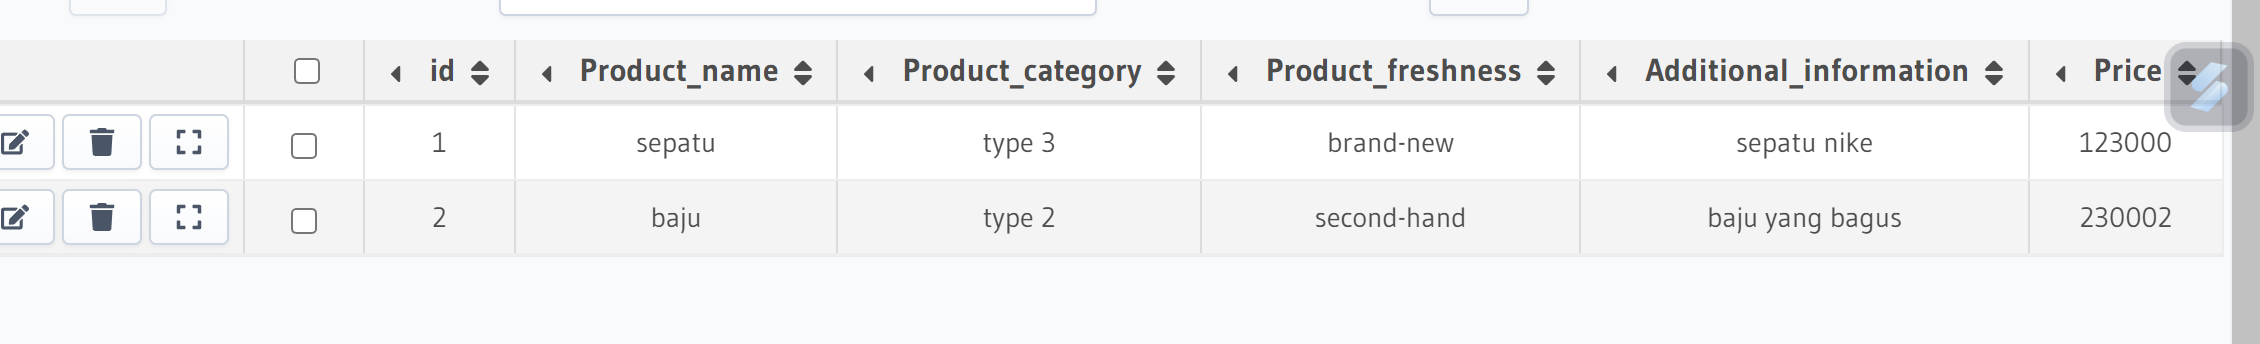 id Product_name Product_category Product_freshness Additional_information Price
1 sepatu type 3 brand-new sepatu nike 123000
2 baju type 2 second-hand baju yang bagus 230002